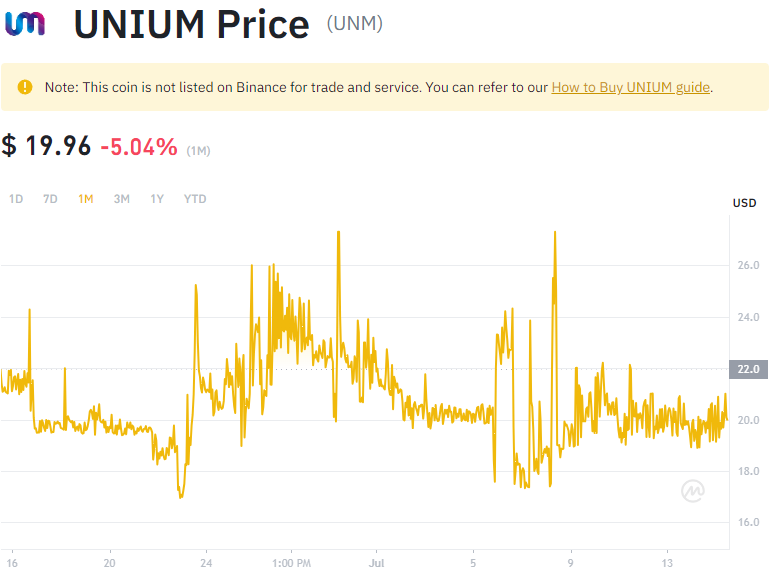 UNIUM Price (UNM)
Note: This coin is not listed on Binance for trade and service. You can refer to our How to Buy UNIUM guide.
$ 19.96 -5.04% (1M)
1D 7D 1M 3M 1Y YTD
USD
26.0
24.0
22.0
20.0
18.0
16.0
16 20 24 1:00 PM Jul 5 9 13